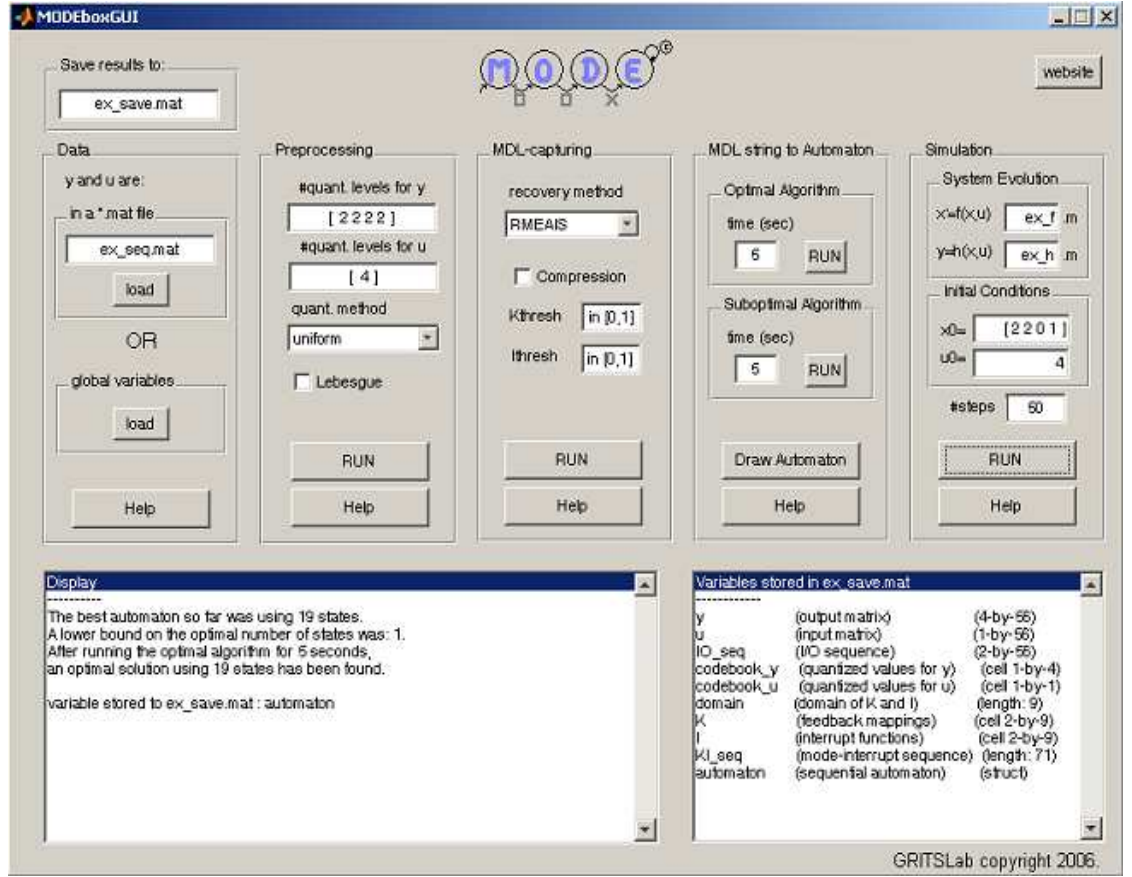 MODEboxGUI
MODE
BOX
Save results to:
ex_save.mat
website
Data
y and u are:
in a *.mat file
ex_seq.mat
load
OR
global variables
load
Help
Preprocessing
#quant. levels for y
[ 2 2 2 2 ]
#quant. levels for u
[ 4 ]
quant. method
uniform
Lebesgue
RUN
Help
MDL-capturing
recovery method
RMEAIS
Compression
Kthresh in [0,1]
Ithresh in [0,1]
RUN
Help
MDL string to Automaton
Optimal Algorithm
time (sec)
5 RUN
Suboptimal Algorithm
time (sec)
5 RUN
Draw Automaton
Help
Simulation
System Evolution
x'=f(x,u) ex_f .m
y=h(x,u) ex_h .m
Initial Conditions
x0= [ 2 2 0 1 ]
u0= 4
#steps 50
RUN
Help
Display
-----------
The best automaton so far was using 19 states.
A lower bound on the optimal number of states was: 1.
After running the optimal algorithm for 5 seconds,
an optimal solution using 19 states has been found.
variable stored to ex_save.mat : automaton
Variables stored in ex_save.mat
-------------
y (output matrix) (4-by-56)
u (input matrix) (1-by-56)
IO_seq (I/O sequence) (2-by-56)
codebook_y (quantized values for y) (cell 1-by-4)
codebook_u (quantized values for u) (cell 1-by-1)
domain (domain of K and I) (length: 9)
K (feedback mappings) (cell 2-by-9)
I (interrupt functions) (cell 2-by-9)
KI_seq (mode-interrupt sequence) (length: 71)
automaton (sequential automaton) (struct)
GRITSLab copyright 2006.